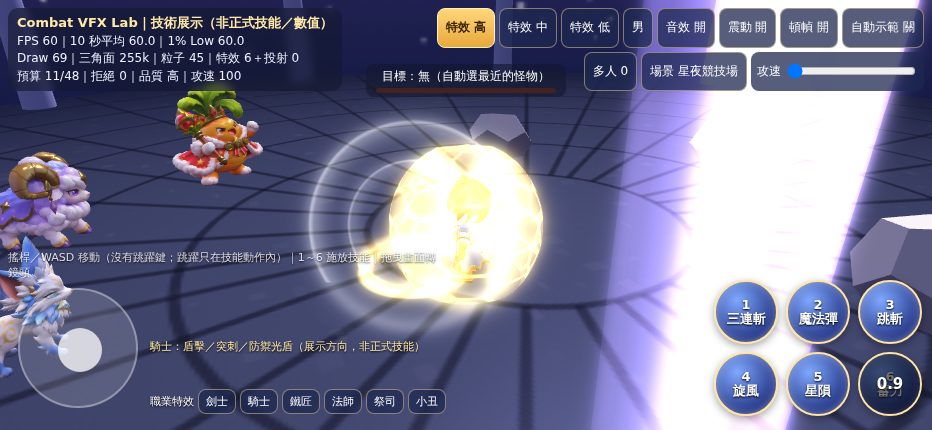 Combat VFX Lab｜技術展示（非正式技能／數值）
FPS 60｜10 秒平均 60.0｜1% Low 60.0
Draw 69｜三角面 255k｜粒子 45｜特效 6＋投射 0
預算 11/48｜拒絕 0｜品質 高｜攻速 100
特效 高
特效 中
特效 低
男
音效 開
震動 開
頓幀 開
自動示範 關
多人 0
場景 星夜競技場
攻速
目標：無（自動選最近的怪物）
搖桿／WASD 移動（沒有跳躍鍵；跳躍只在技能動作內）｜1～6 施放技能｜拖曳畫面轉
鏡頭
騎士：盾擊／突刺／防禦光盾（展示方向，非正式技能）
職業特效
劍士
騎士
鐵匠
法師
祭司
小丑
1
三連斬
2
魔法彈
3
跳斬
4
旋風
5
星隕
0.9